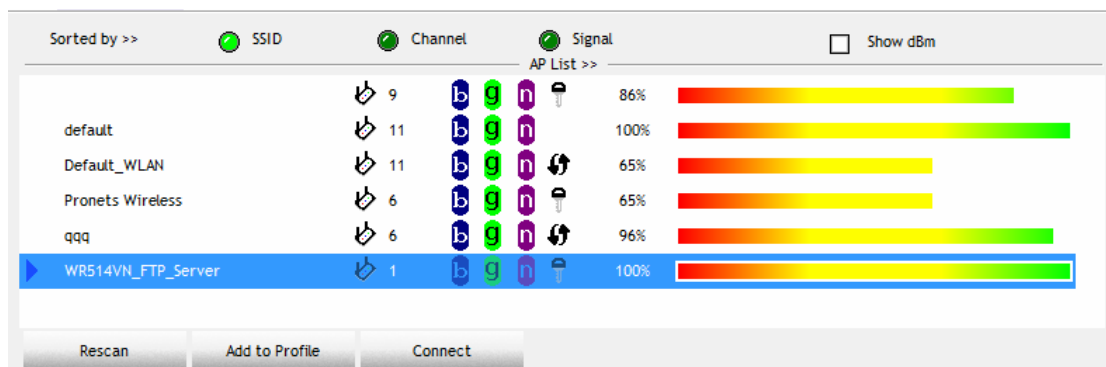 Sorted by >> SSID Channel Signal Show dBm
AP List >>
9 b g n 86%
default 11 b g n 100%
Default_WLAN 11 b g n 65%
Pronets Wireless 6 b g n 65%
qqq 6 b g n 96%
WR514VN_FTP_Server 1 b g n 100%
Rescan Add to Profile Connect